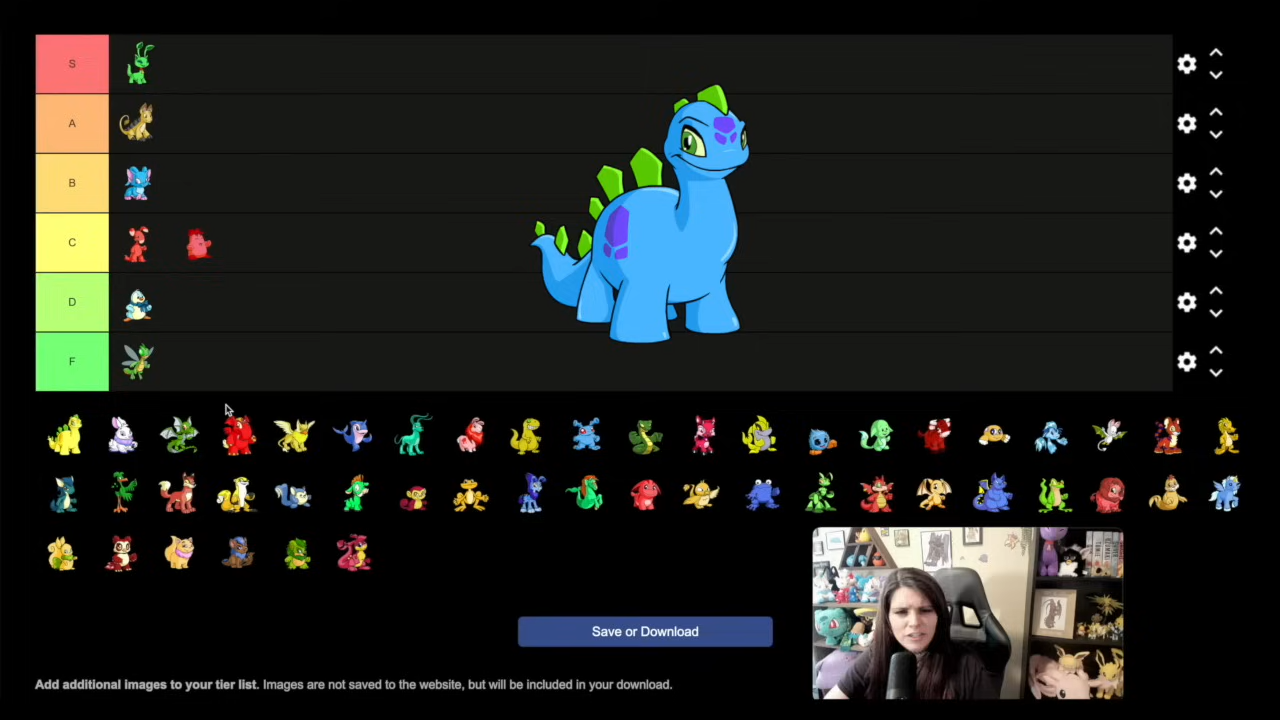 S
A
B
C
D
F
Save or Download
Add additional images to your tier list. Images are not saved to the website, but will be included in your download.